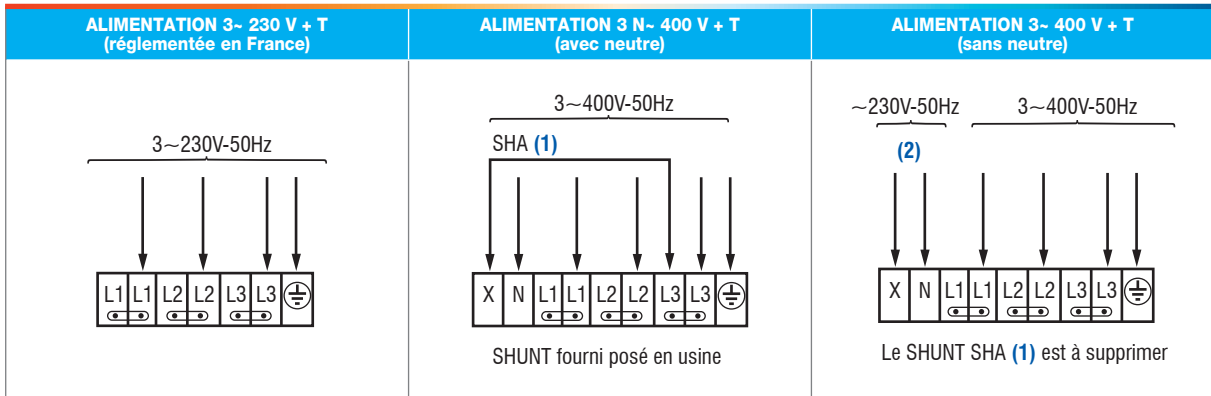 ALIMENTATION 3~ 230 V + T
(réglementée en France)
3~230V-50Hz
L1 L1 L2 L2 L3 L3
ALIMENTATION 3 N~ 400 V + T
(avec neutre)
3~400V-50Hz
SHA (1)
X N L1 L1 L2 L2 L3 L3
SHUNT fourni posé en usine
ALIMENTATION 3~ 400 V + T
(sans neutre)
~230V-50Hz 3~400V-50Hz
(2)
X N L1 L1 L2 L2 L3 L3
Le SHUNT SHA (1) est à supprimer